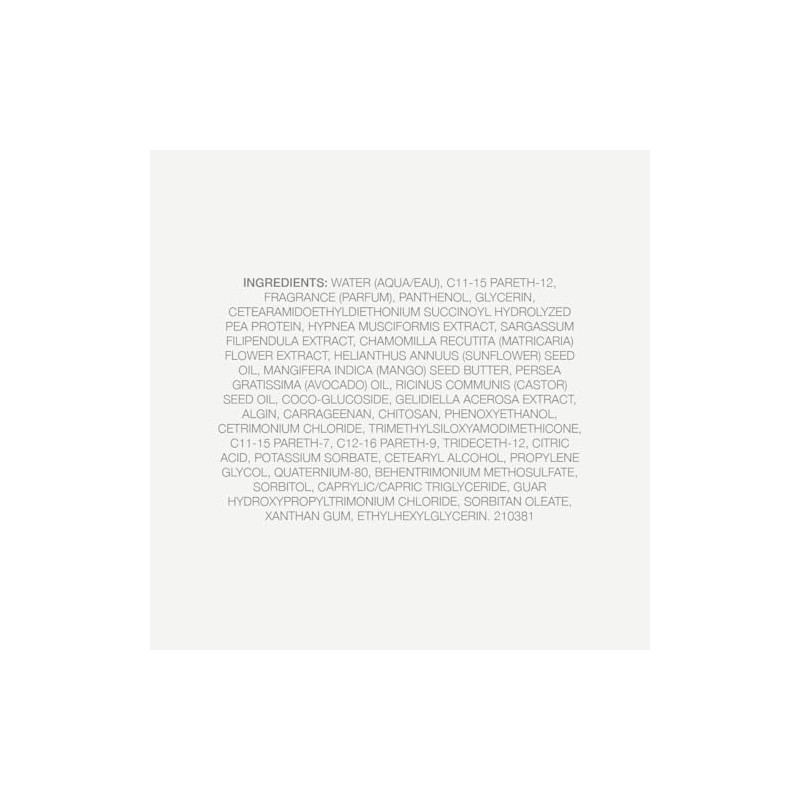 INGREDIENTS: WATER (AQUA/EAU), C11-15 PARETH-12,
FRAGRANCE (PARFUM), PANTHENOL, GLYCERIN,
CETEARAMIDOETHYLDIETHONIUM SUCCINOYL HYDROLYZED
PEA PROTEIN, HYPNEA MUSCIFORMIS EXTRACT, SARGASSUM
FILIPENDULA EXTRACT, CHAMOMILLA RECUTITA (MATRICARIA)
FLOWER EXTRACT, HELIANTHUS ANNUUS (SUNFLOWER) SEED
OIL, MANGIFERA INDICA (MANGO) SEED BUTTER, PERSEA
GRATISSIMA (AVOCADO) OIL, RICINUS COMMUNIS (CASTOR)
SEED OIL, COCO-GLUCOSIDE, GELIDIELLA ACEROSA EXTRACT,
ALGIN, CARRAGEENAN, CHITOSAN, PHENOXYETHANOL,
CETRIMONIUM CHLORIDE, TRIMETHYLSILOXYAMODIMETHICONE,
C11-15 PARETH-7, C12-16 PARETH-9, TRIDECETH-12, CITRIC
ACID, POTASSIUM SORBATE, CETEARYL ALCOHOL, PROPYLENE
GLYCOL, QUATERNIUM-80, BEHENTRIMONIUM METHOSULFATE,
SORBITOL, CAPRYLIC/CAPRIC TRIGLYCERIDE, GUAR
HYDROXYPROPYLTRIMONIUM CHLORIDE, SORBITAN OLEATE,
XANTHAN GUM, ETHYLHEXYLGLYCERIN. 210381